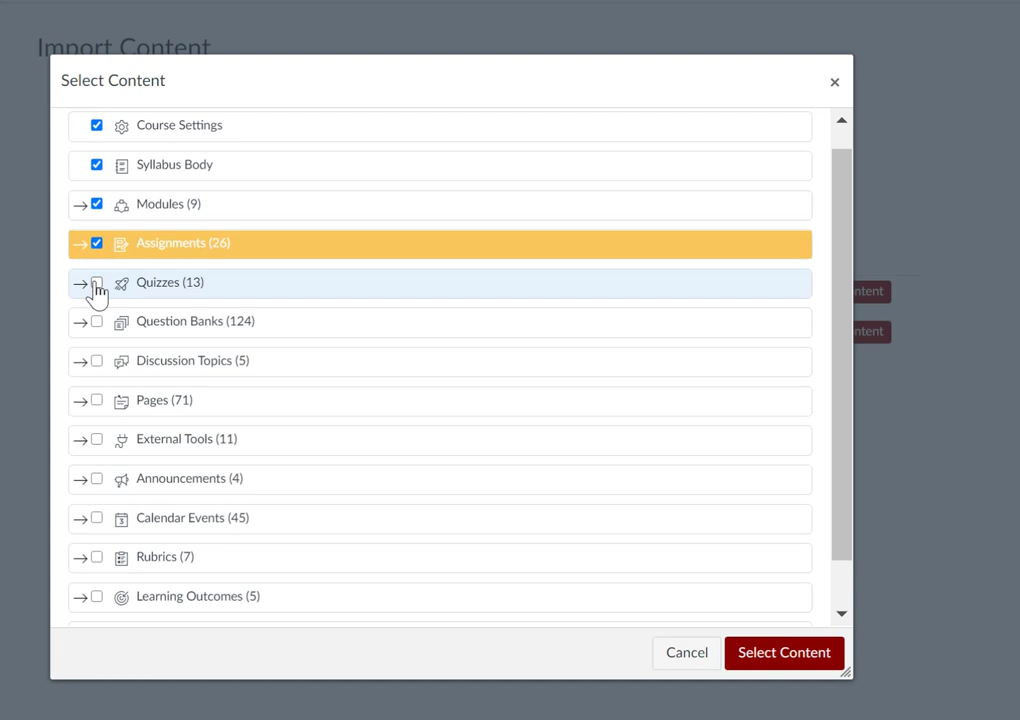 Import Content
Select Content
×
Course Settings
Syllabus Body
Modules (9)
Assignments (26)
Quizzes (13)
ntent
Question Banks (124)
ntent
Discussion Topics (5)
Pages (71)
External Tools (11)
Announcements (4)
Calendar Events (45)
Rubrics (7)
Learning Outcomes (5)
Cancel
Select Content